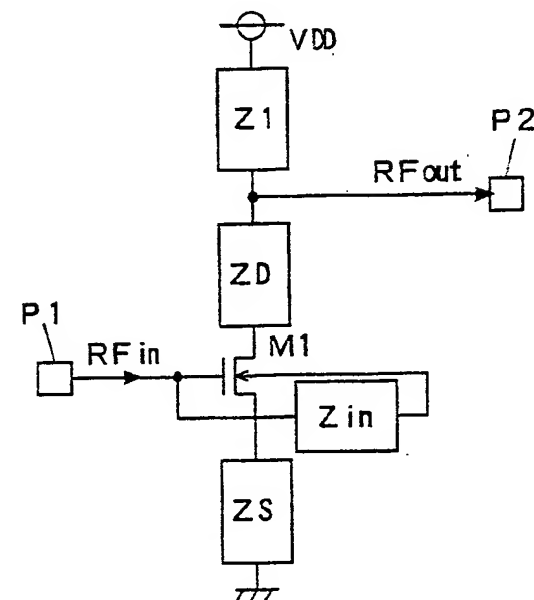 VDD
Z1
P2
RFout
ZD
P1
RFin
M1
Zin
ZS